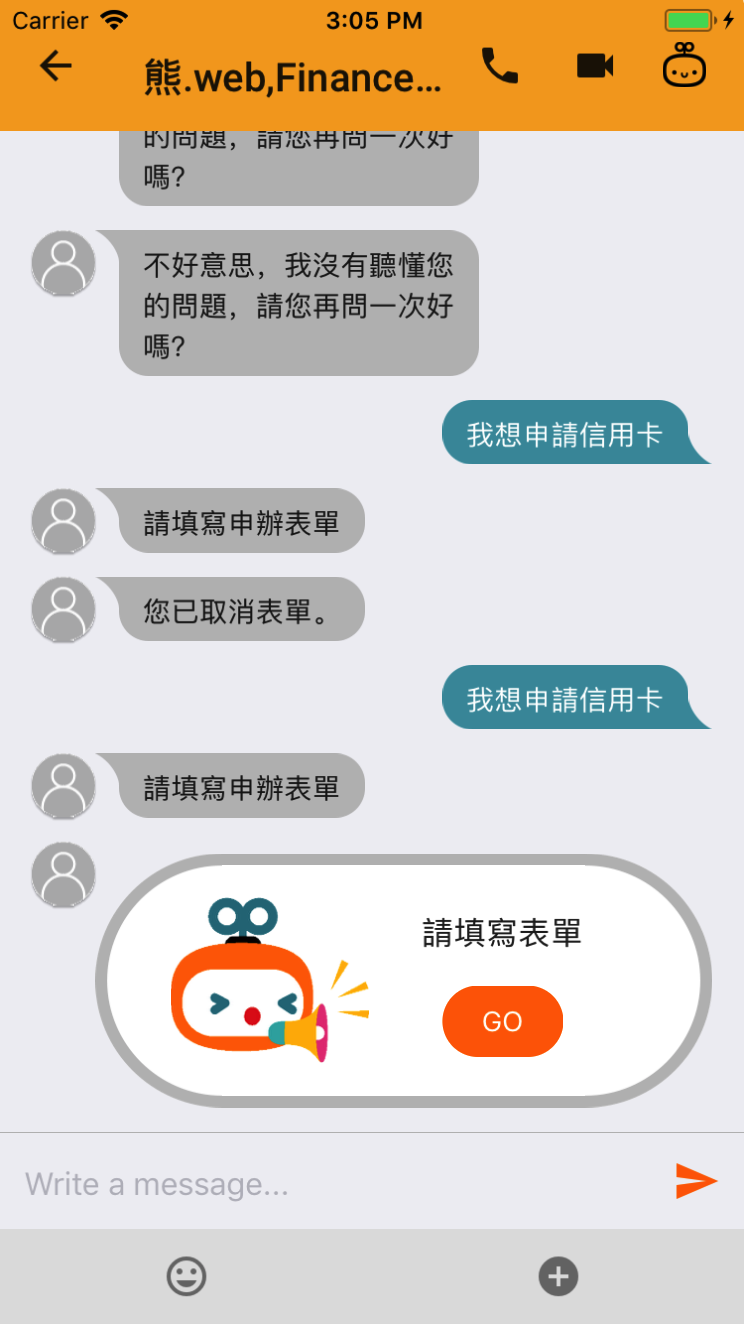 Carrier
3:05 PM
熊.web,Finance...
的問題，請您再問一次好
嗎?
不好意思，我沒有聽懂您
的問題，請您再問一次好
嗎?
我想申請信用卡
請填寫申辦表單
您已取消表單。
我想申請信用卡
請填寫申辦表單
請填寫表單
GO
Write a message...